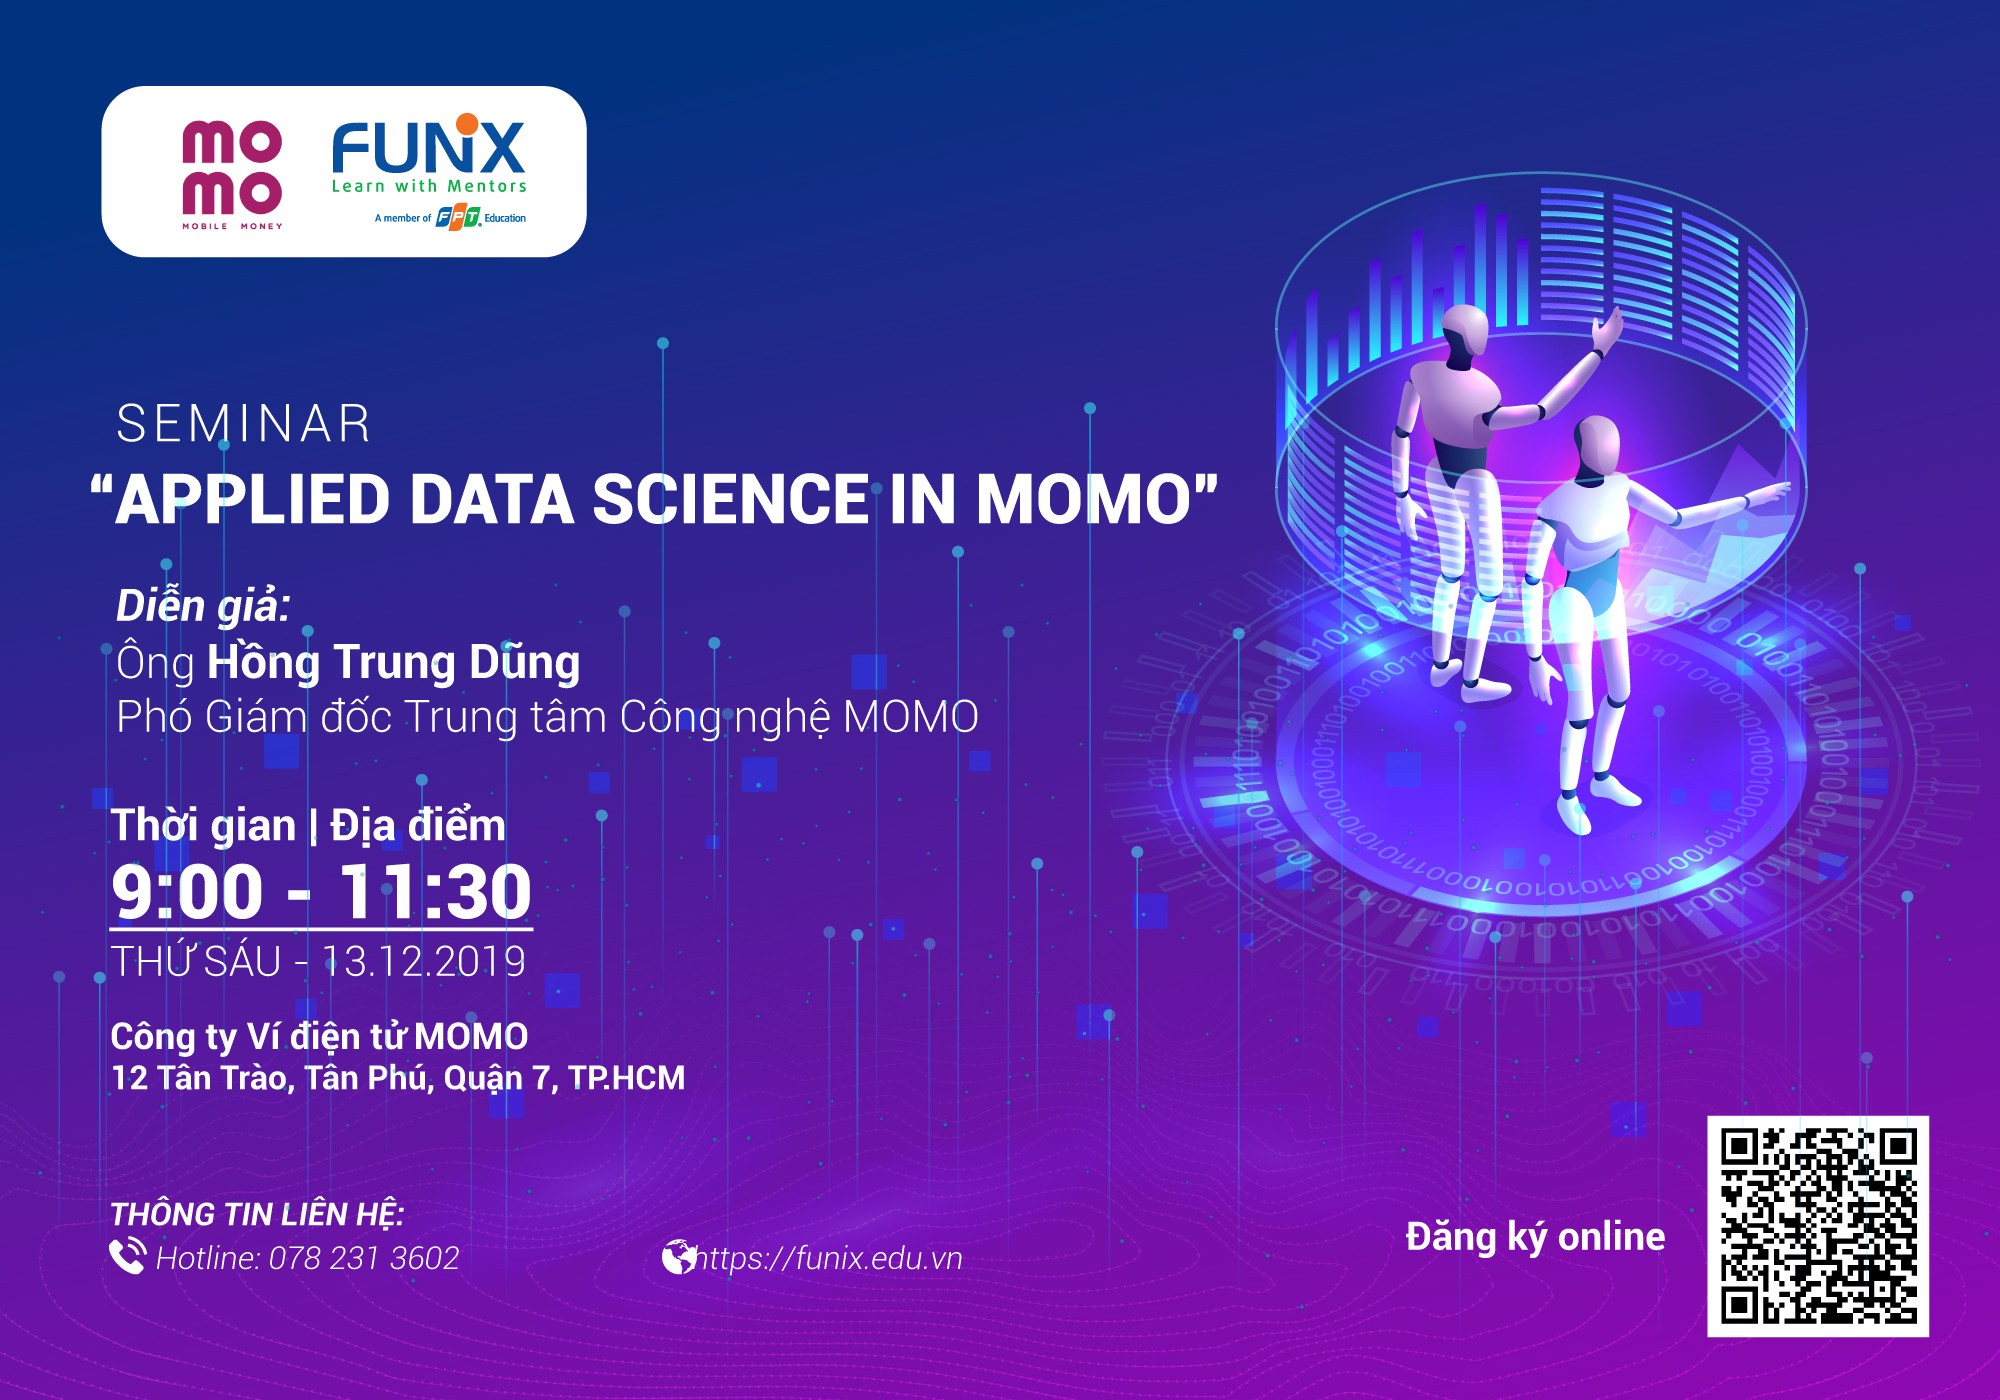 mo
mo
MOBILE MONEY
FUNiX
Learn with Mentors
A member of FPT Education
SEMINAR
“APPLIED DATA SCIENCE IN MOMO”
Diễn giả:
Ông Hồng Trung Dũng
Phó Giám đốc Trung tâm Công nghệ MOMO
Thời gian | Địa điểm
9:00 - 11:30
THỨ SÁU - 13.12.2019
Công ty Ví điện tử MOMO
12 Tân Trào, Tân Phú, Quận 7, TP.HCM
THÔNG TIN LIÊN HỆ:
Hotline: 078 231 3602
https://funix.edu.vn
Đăng ký online